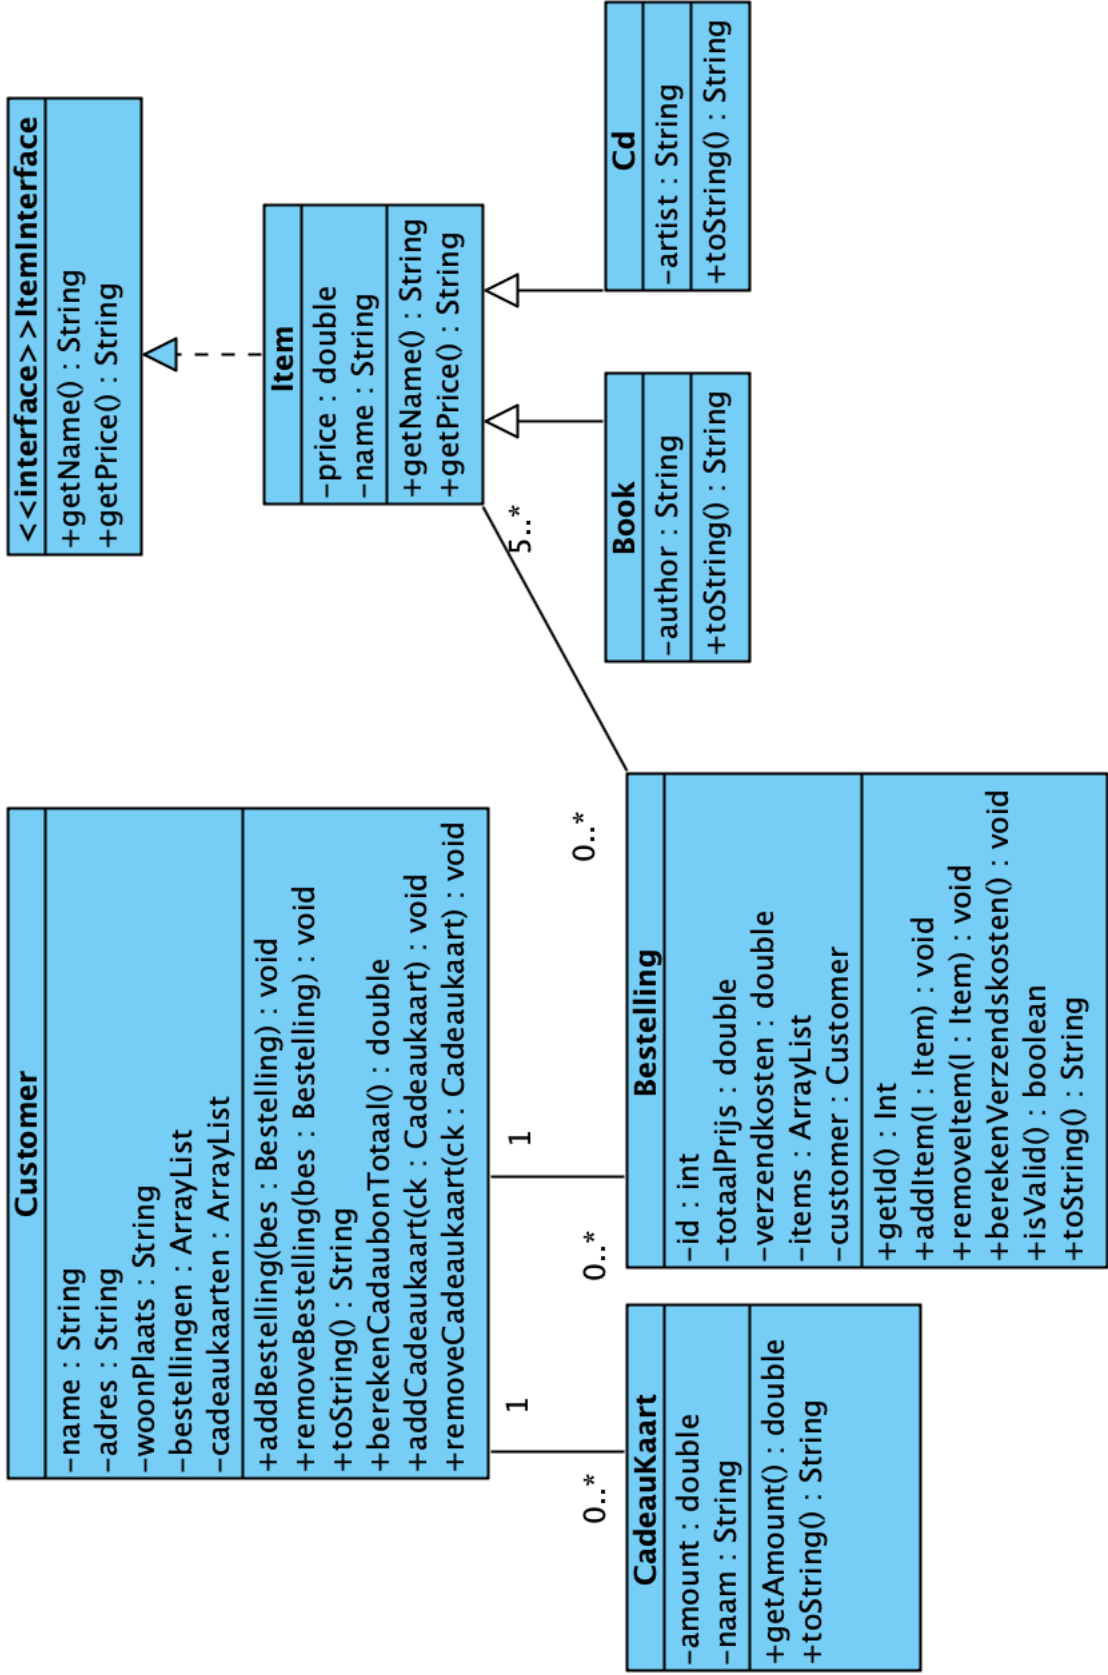 Customer
-name : String
-adres : String
-woonPlaats : String
-bestellingen : ArrayList
-cadeaukaarten : ArrayList
+addBestelling(bes : Bestelling) : void
+removeBestelling(bes : Bestelling) : void
+toString() : String
+berekenCadaubonTotaal() : double
+addCadeaukaart(ck : Cadeaukaart) : void
+removeCadeaukaart(ck : Cadeaukaart) : void
<<interface>>ItemInterface
+getName() : String
+getPrice() : String
Item
-price : double
-name : String
+getName() : String
+getPrice() : String
1
1
5..*
0..*
0..*
0..*
CadeauKaart
-amount : double
-naam : String
+getAmount() : double
+toString() : String
Bestelling
-id : int
-totaalPrijs : double
-verzendkosten : double
-items : ArrayList
-customer : Customer
+getId() : Int
+addItem(I : Item) : void
+removeItem(I : Item) : void
+berekenVerzendskosten() : void
+isValid() : boolean
+toString() : String
Book
-author : String
+toString() : String
Cd
-artist : String
+toString() : String